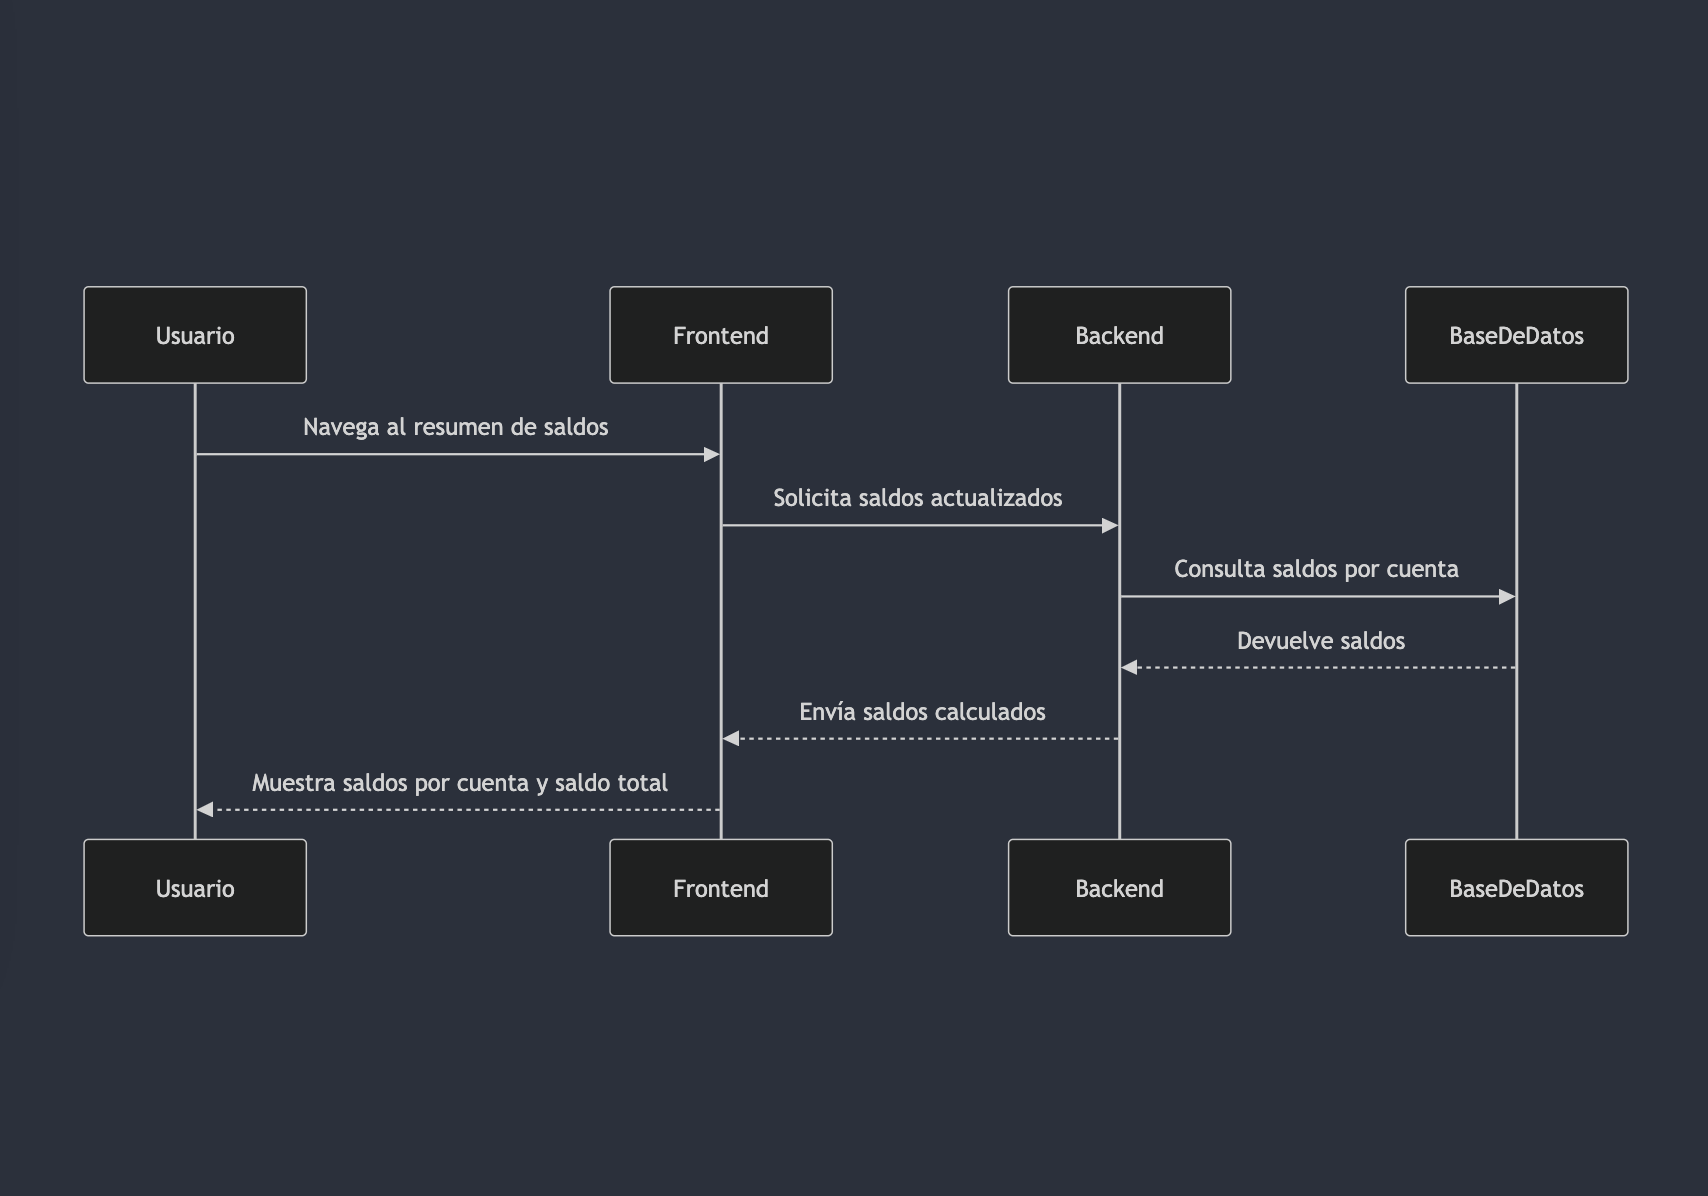 Usuario
Frontend
Backend
BaseDeDatos
Navega al resumen de saldos
Solicita saldos actualizados
Consulta saldos por cuenta
Devuelve saldos
Envía saldos calculados
Muestra saldos por cuenta y saldo total
Usuario
Frontend
Backend
BaseDeDatos